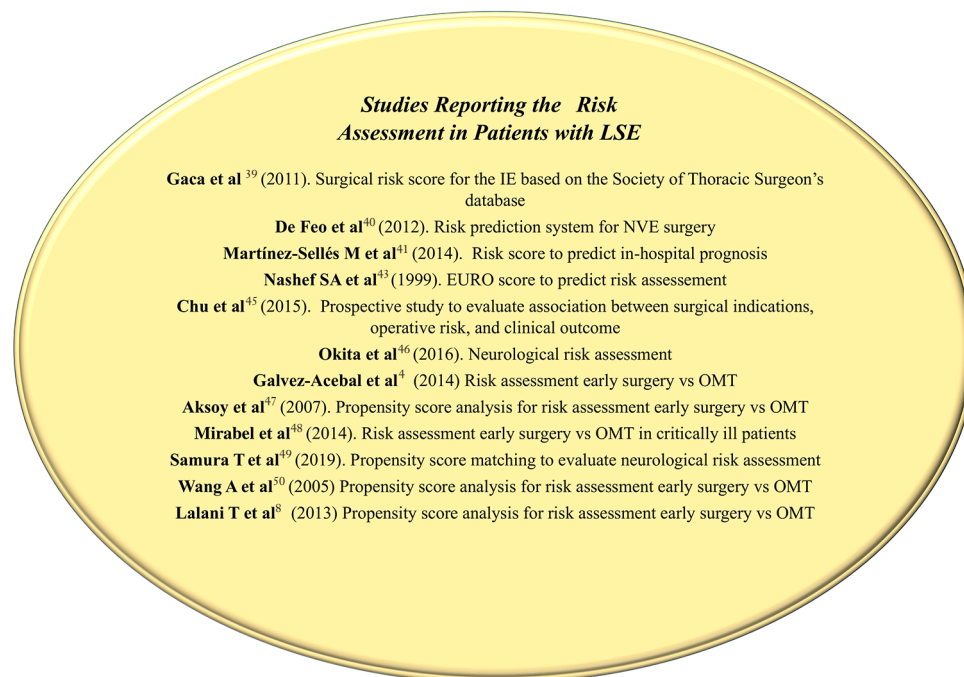 Studies Reporting the Risk
Assessment in Patients with LSE
Gaca et al 39 (2011). Surgical risk score for the IE based on the Society of Thoracic Surgeon’s
database
De Feo et al40 (2012). Risk prediction system for NVE surgery
Martínez-Sellés M et al41 (2014). Risk score to predict in-hospital prognosis
Nashef SA et al43 (1999). EURO score to predict risk assessement
Chu et al45 (2015). Prospective study to evaluate association between surgical indications,
operative risk, and clinical outcome
Okita et al46 (2016). Neurological risk assessment
Galvez-Acebal et al4 (2014) Risk assessment early surgery vs OMT
Aksoy et al47 (2007). Propensity score analysis for risk assessment early surgery vs OMT
Mirabel et al48 (2014). Risk assessment early surgery vs OMT in critically ill patients
Samura T et al49 (2019). Propensity score matching to evaluate neurological risk assessment
Wang A et al50 (2005) Propensity score analysis for risk assessment early surgery vs OMT
Lalani T et al8 (2013) Propensity score analysis for risk assessment early surgery vs OMT